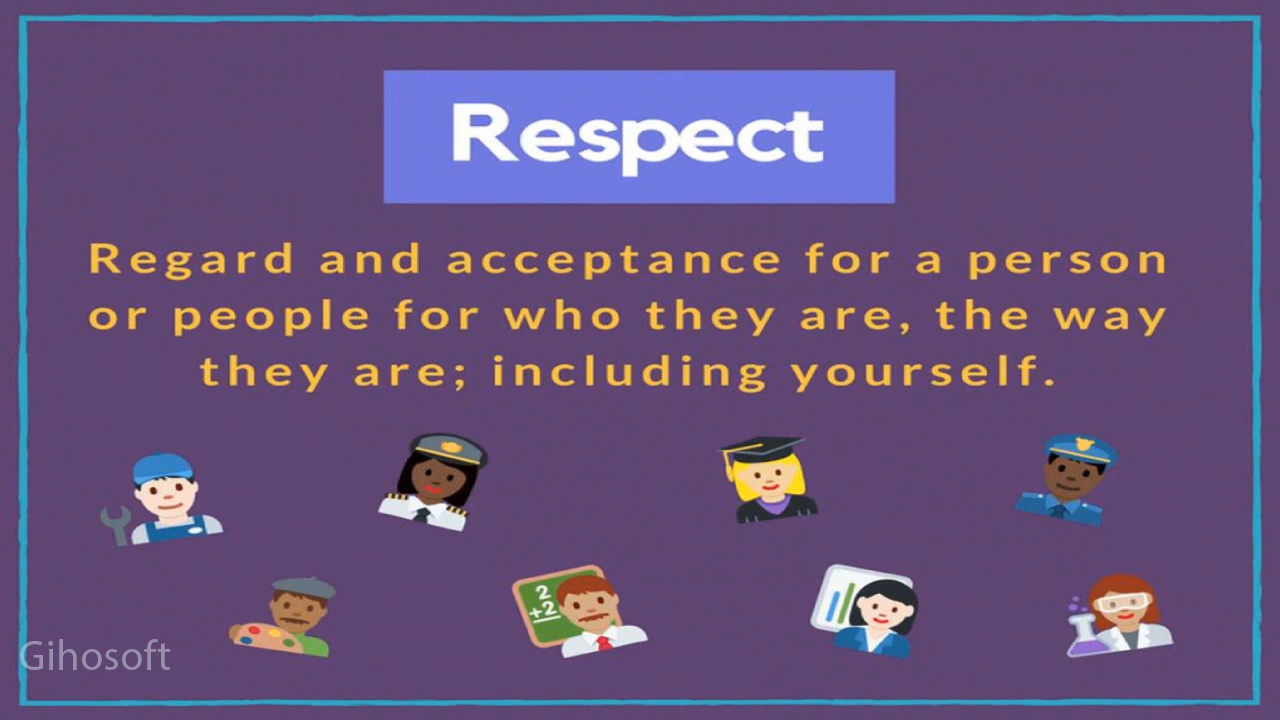 Respect
Regard and acceptance for a person
or people for who they are, the way
they are; including yourself.
2
+2
Gihosoft